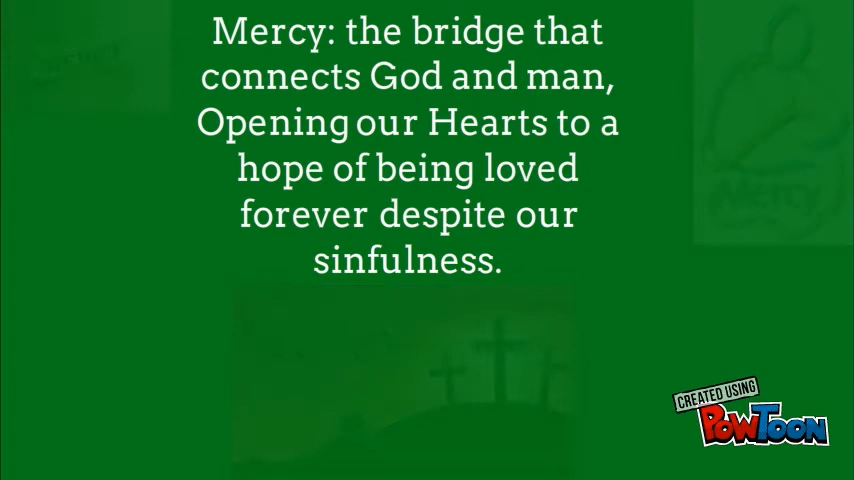 Mercy: the bridge that
connects God and man,
Opening our Hearts to a
hope of being loved
forever despite our
sinfulness.
Mercy
CREATED USING
POWTOON